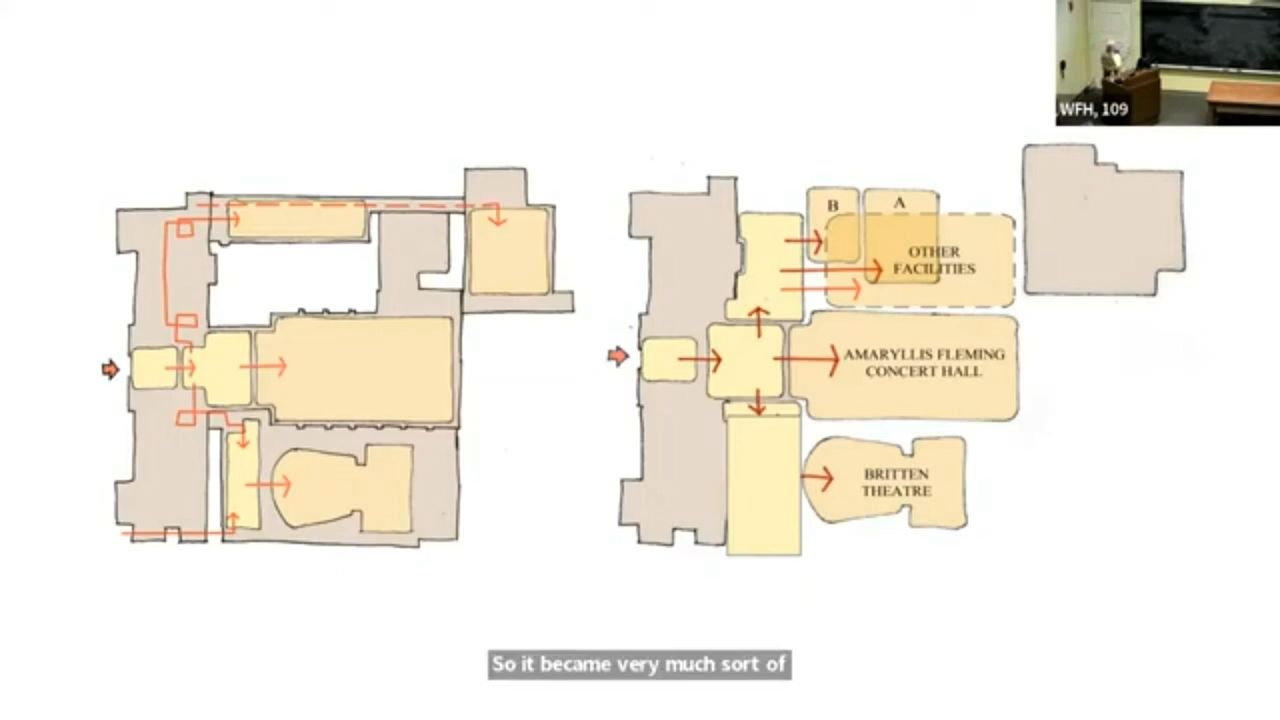 WFH, 109
B
A
OTHER
FACILITIES
AMARYLLIS FLEMING
CONCERT HALL
BRITTEN
THEATRE
So it became very much sort of